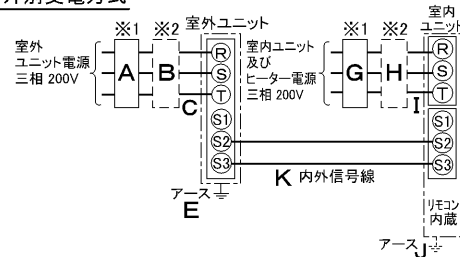 外別受電方式
※1
※2
室外ユニット
室外
ユニット電源
三相 200V
A
B
C
R
S
T
S1
S2
S3
アース
E
※1
※2
室内
ユニット
室内ユニット
及び
ヒーター電源
三相 200V
G
H
I
R
S
T
S1
S2
S3
K 内外信号線
リモコン
内蔵
アース J